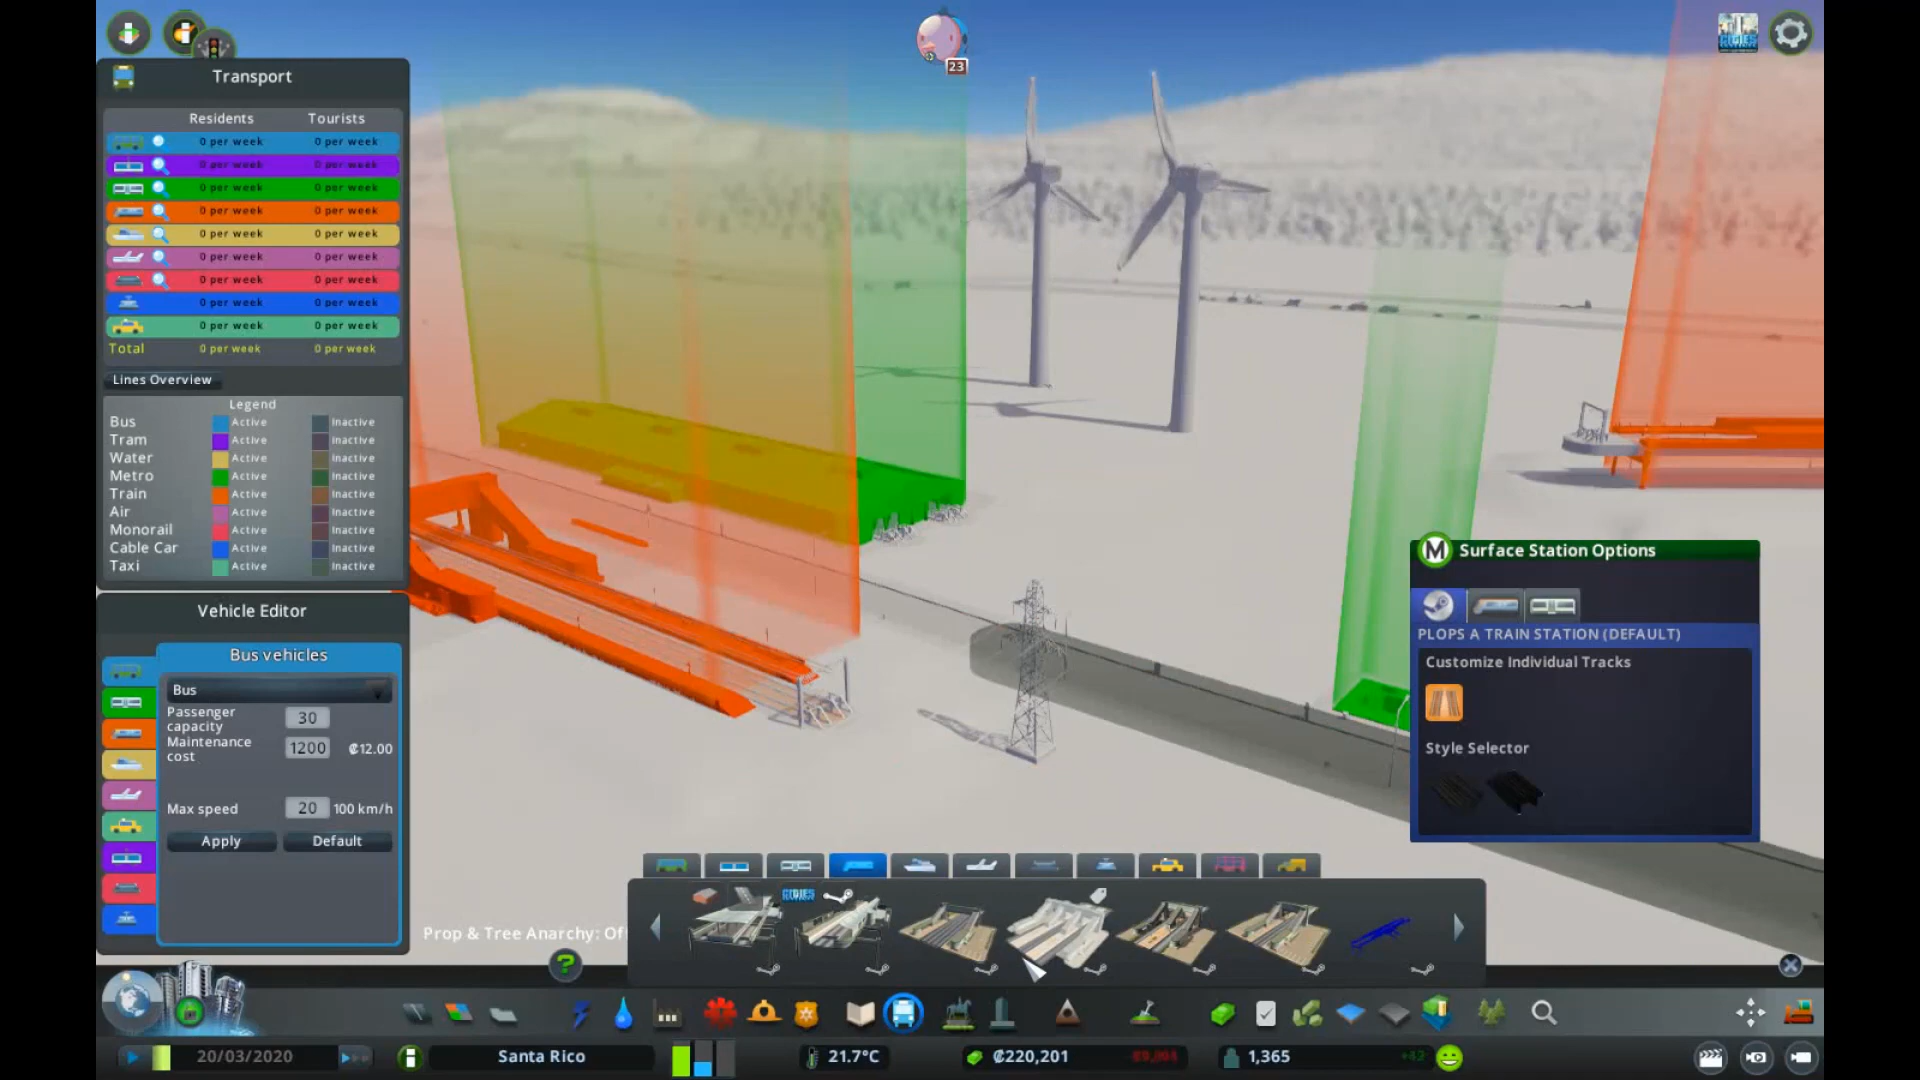 23
CITIES
Transport
Residents Tourists
0 per week 0 per week
0 per week 0 per week
0 per week 0 per week
0 per week 0 per week
0 per week 0 per week
0 per week 0 per week
0 per week 0 per week
0 per week 0 per week
0 per week 0 per week
Total 0 per week 0 per week
Lines Overview
Legend
Bus Active Inactive
Tram Active Inactive
Water Active Inactive
Metro Active Inactive
Train Active Inactive
Air Active Inactive
Monorail Active Inactive
Cable Car Active Inactive
Taxi Active Inactive
Vehicle Editor
Bus vehicles
Bus
Passenger capacity 30
Maintenance cost 1200 ₡12.00
Max speed 20 100 km/h
Apply Default
M Surface Station Options
PLOPS A TRAIN STATION (DEFAULT)
Customize Individual Tracks
Style Selector
CITIES
Prop & Tree Anarchy: Of
?
20/03/2020
Santa Rico
21.7°C
₡220,201
1,365